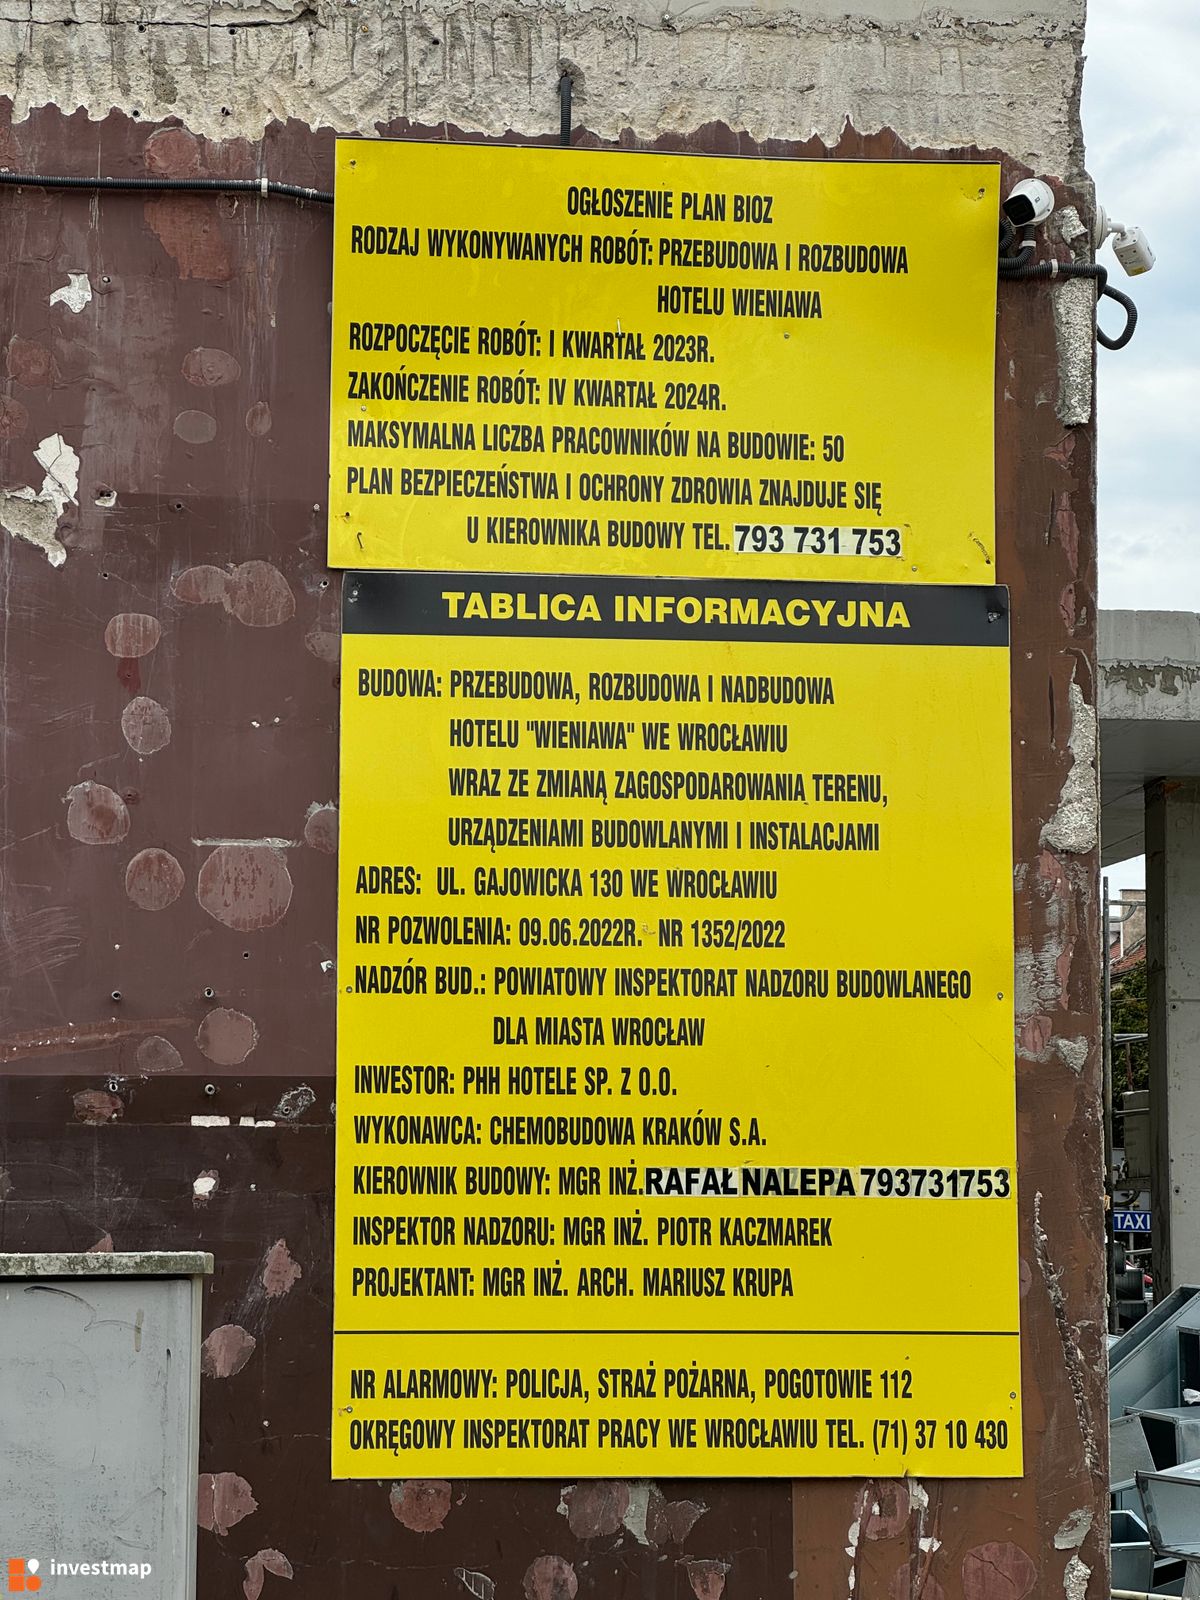 OGŁOSZENIE PLAN BIOZ
RODZAJ WYKONYWANYCH ROBÓT: PRZEBUDOWA I ROZBUDOWA
HOTELU WIENIAWA
ROZPOCZĘCIE ROBÓT: I KWARTAŁ 2023R.
ZAKOŃCZENIE ROBÓT: IV KWARTAŁ 2024R.
MAKSYMALNA LICZBA PRACOWNIKÓW NA BUDOWIE: 50
PLAN BEZPIECZEŃSTWA I OCHRONY ZDROWIA ZNAJDUJE SIĘ
U KIEROWNIKA BUDOWY TEL. 793 731 753
TABLICA INFORMACYJNA
BUDOWA: PRZEBUDOWA, ROZBUDOWA I NADBUDOWA
HOTELU "WIENIAWA" WE WROCŁAWIU
WRAZ ZE ZMIANĄ ZAGOSPODAROWANIA TERENU,
URZĄDZENIAMI BUDOWLANYMI I INSTALACJAMI
ADRES: UL. GAJOWICKA 130 WE WROCŁAWIU
NR POZWOLENIA: 09.06.2022R. NR 1352/2022
NADZÓR BUD.: POWIATOWY INSPEKTORAT NADZORU BUDOWLANEGO
DLA MIASTA WROCŁAW
INWESTOR: PHH HOTELE SP. Z O.O.
WYKONAWCA: CHEMOBUDOWA KRAKÓW S.A.
KIEROWNIK BUDOWY: MGR INŻ. RAFAŁ NALEPA 793731753
INSPEKTOR NADZORU: MGR INŻ. PIOTR KACZMAREK
PROJEKTANT: MGR INŻ. ARCH. MARIUSZ KRUPA
NR ALARMOWY: POLICJA, STRAŻ POŻARNA, POGOTOWIE 112
OKRĘGOWY INSPEKTORAT PRACY WE WROCŁAWIU TEL. (71) 37 10 430
TAXI
investmap